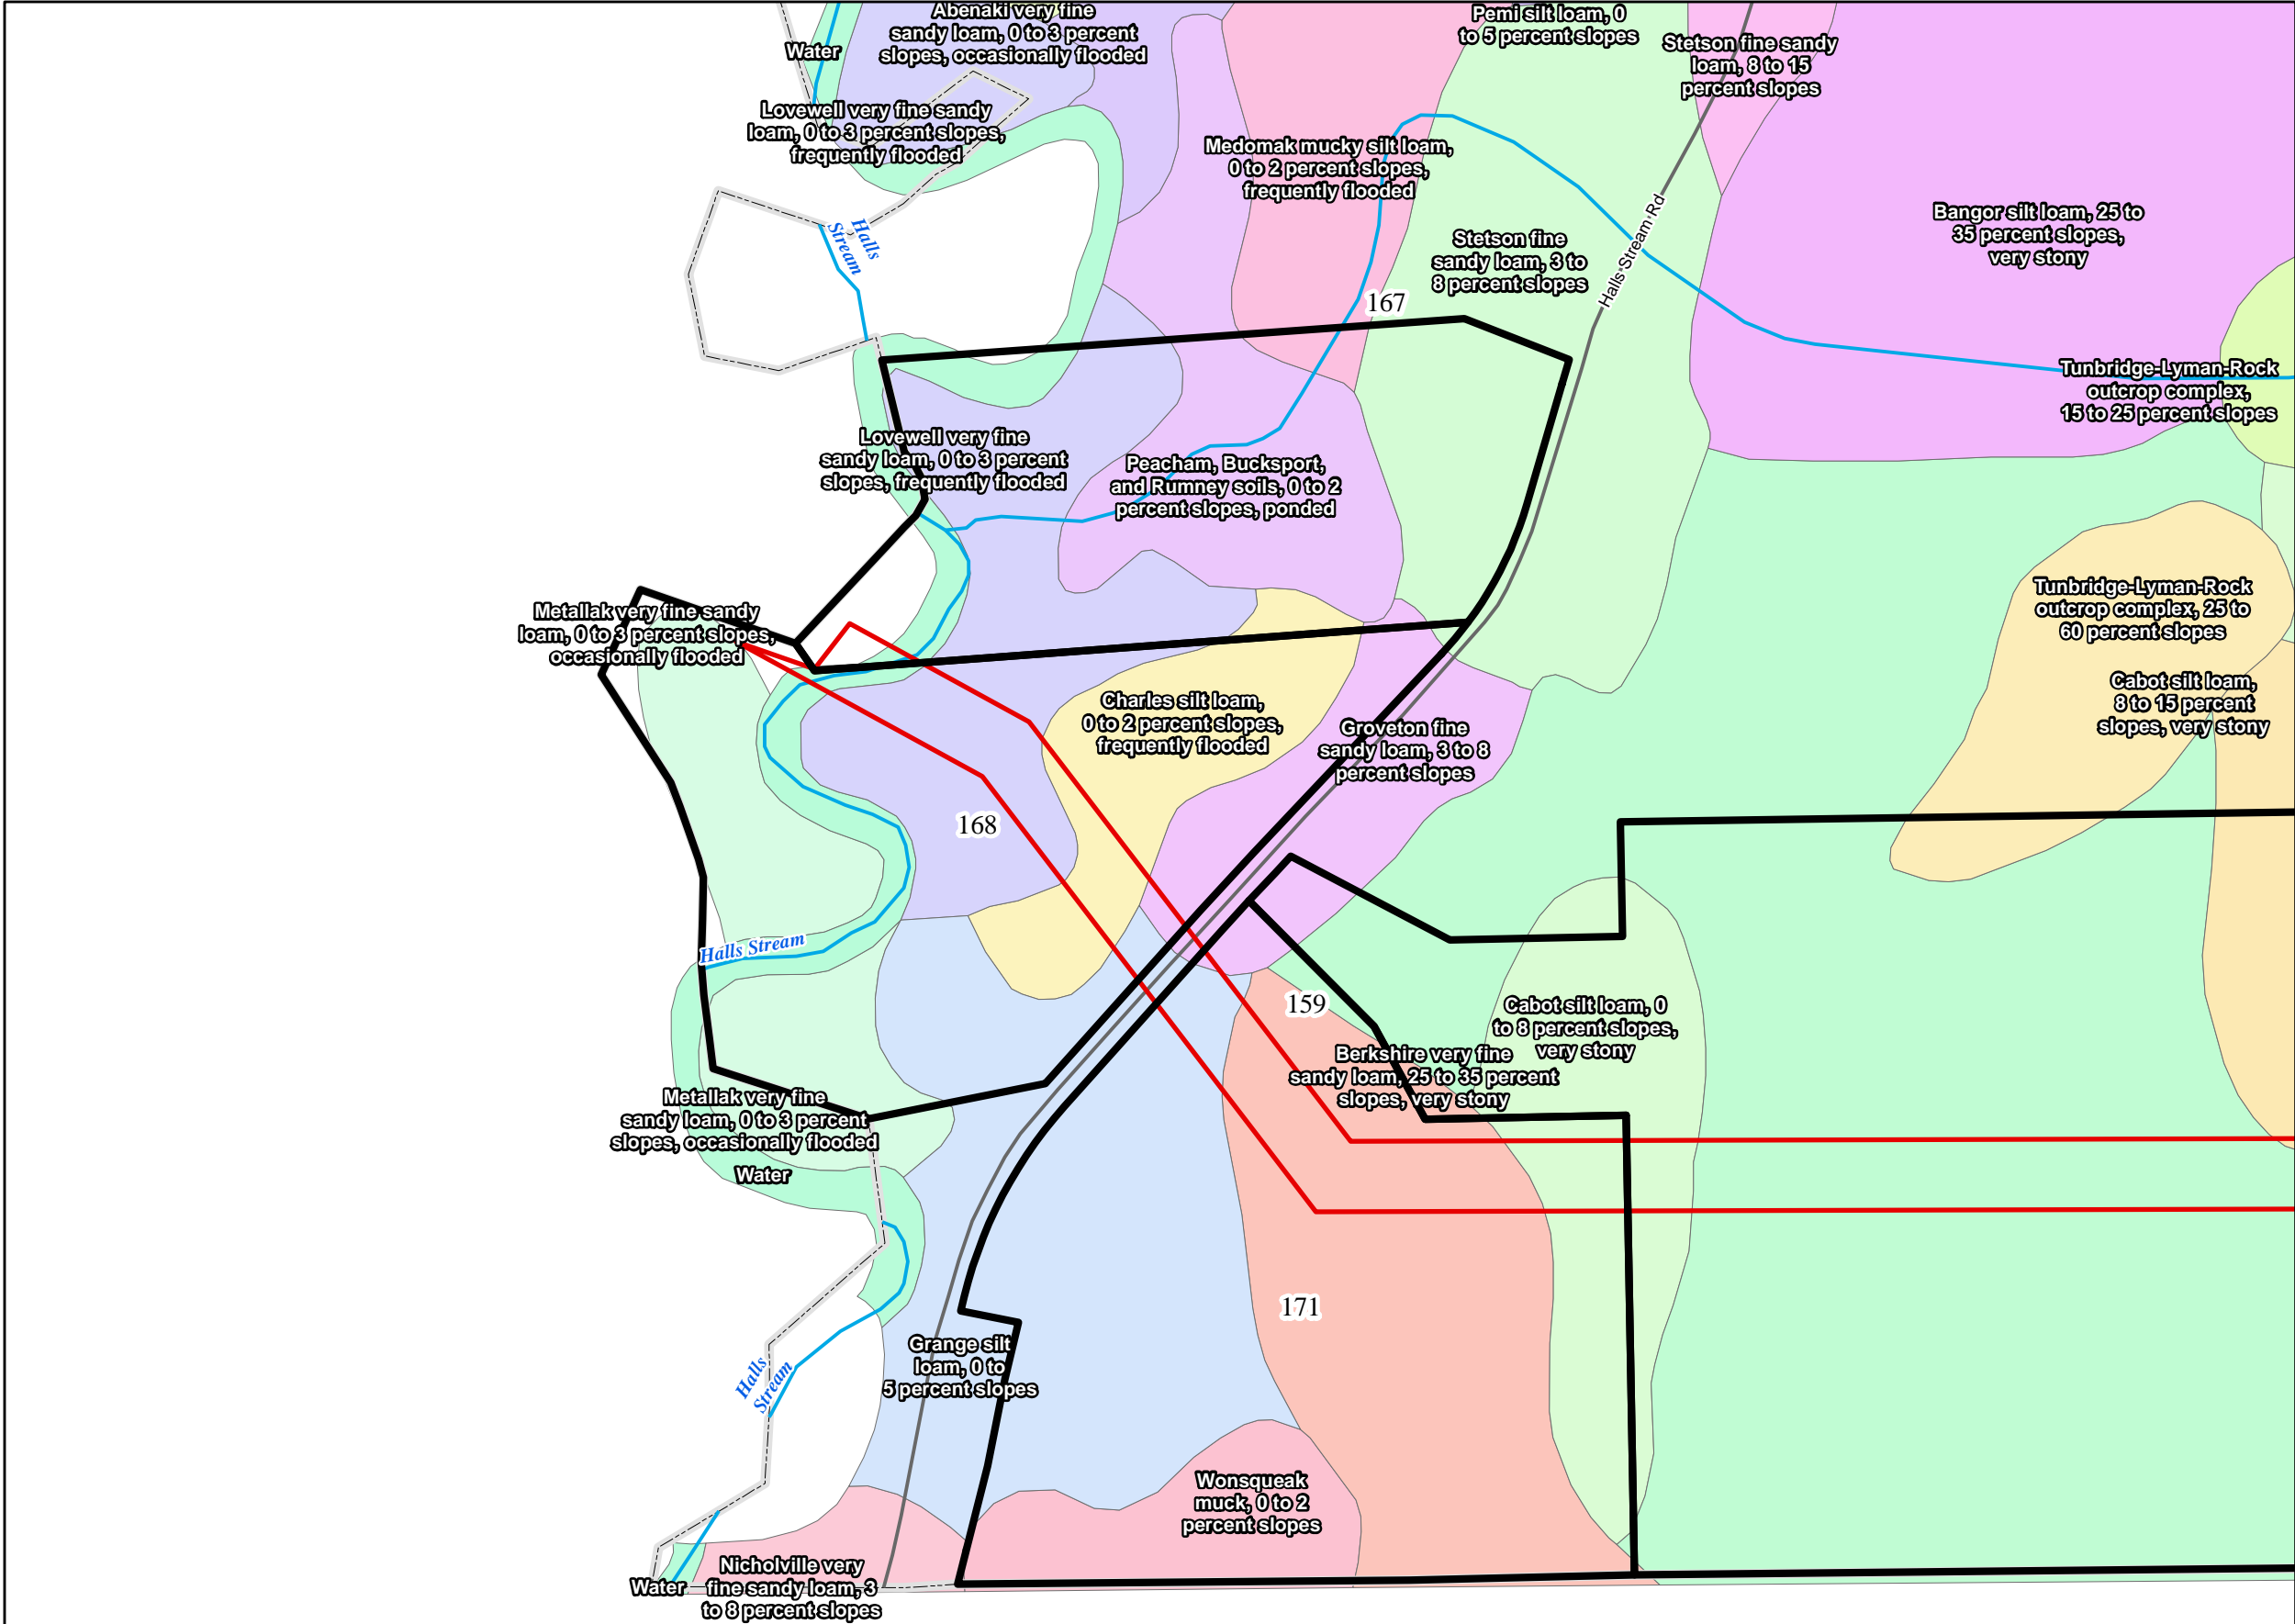 Abenaki very fine
sandy loam, 0 to 3 percent
slopes, occasionally flooded
Pemi silt loam, 0
to 5 percent slopes
Water
Stetson fine sandy
loam, 8 to 15
percent slopes
Lovewell very fine sandy
loam, 0 to 3 percent slopes,
frequently flooded
Medomak mucky silt loam,
0 to 2 percent slopes,
frequently flooded
Halls
Stream
Stetson fine
sandy loam, 3 to
8 percent slopes
Halls Stream Rd
Bangor silt loam, 25 to
35 percent slopes,
very stony
167
Tunbridge-Lyman-Rock
outcrop complex,
15 to 25 percent slopes
Lovewell very fine
sandy loam, 0 to 3 percent
slopes, frequently flooded
Peacham, Bucksport,
and Rumney soils, 0 to 2
percent slopes, ponded
Metallak very fine sandy
loam, 0 to 3 percent slopes,
occasionally flooded
Tunbridge-Lyman-Rock
outcrop complex, 25 to
60 percent slopes
Charles silt loam,
0 to 2 percent slopes,
frequently flooded
Groveton fine
sandy loam, 3 to 8
percent slopes
Cabot silt loam,
8 to 15 percent
slopes, very stony
168
Halls Stream
159
Cabot silt loam, 0
to 8 percent slopes,
very stony
Berkshire very fine
sandy loam, 25 to 35 percent
slopes, very stony
Metallak very fine
sandy loam, 0 to 3 percent
slopes, occasionally flooded
Water
171
Halls
Stream
Grange silt
loam, 0 to
5 percent slopes
Wonsqueak
muck, 0 to 2
percent slopes
Water
Nicholville very
fine sandy loam, 3
to 8 percent slopes